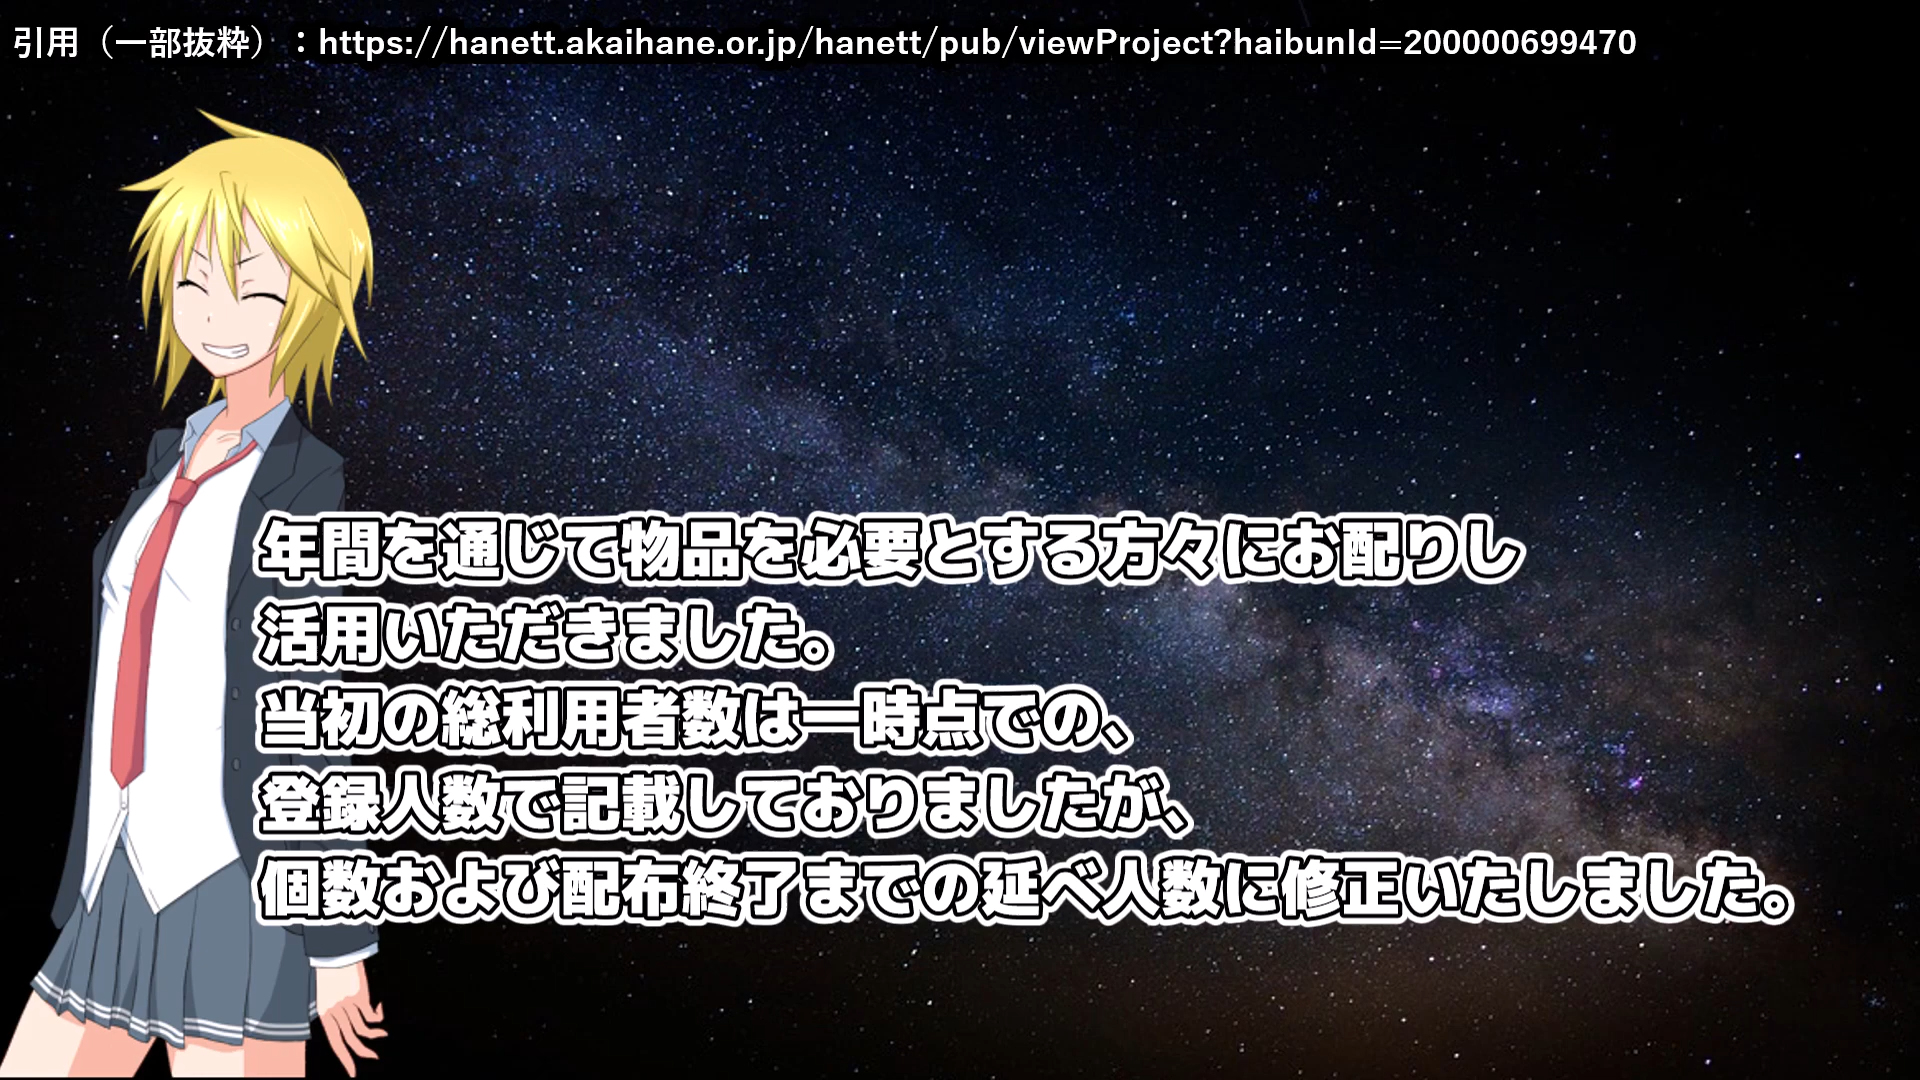 引用（一部抜粋）：https://hanett.akaihane.or.jp/hanett/pub/viewProject?haibunId=200000699470
年間を通じて物品を必要とする方々にお配りし
活用いただきました。
当初の総利用者数は一時点での、
登録人数で記載しておりましたが、
個数および配布終了までの延べ人数に修正いたしました。